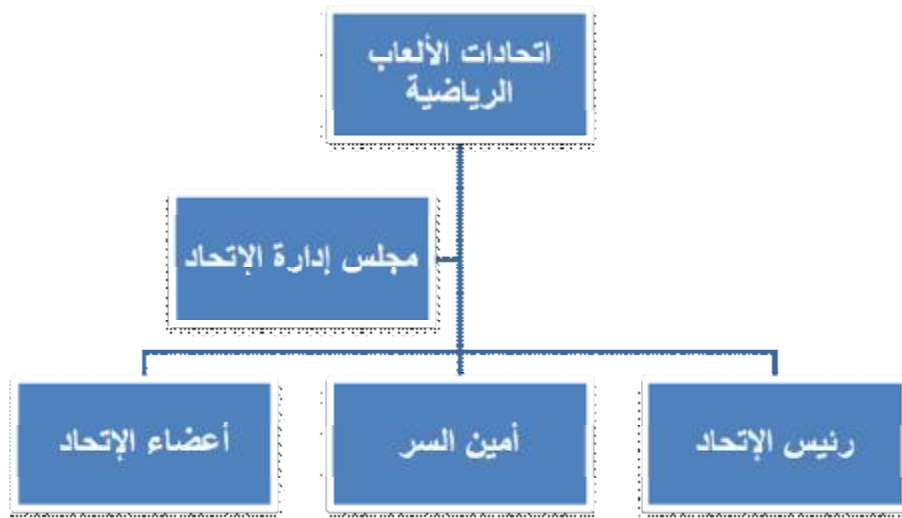 اتحادات الألعاب
الرياضية
مجلس إدارة الإتحاد
رئيس الإتحاد
أمين السر
أعضاء الإتحاد